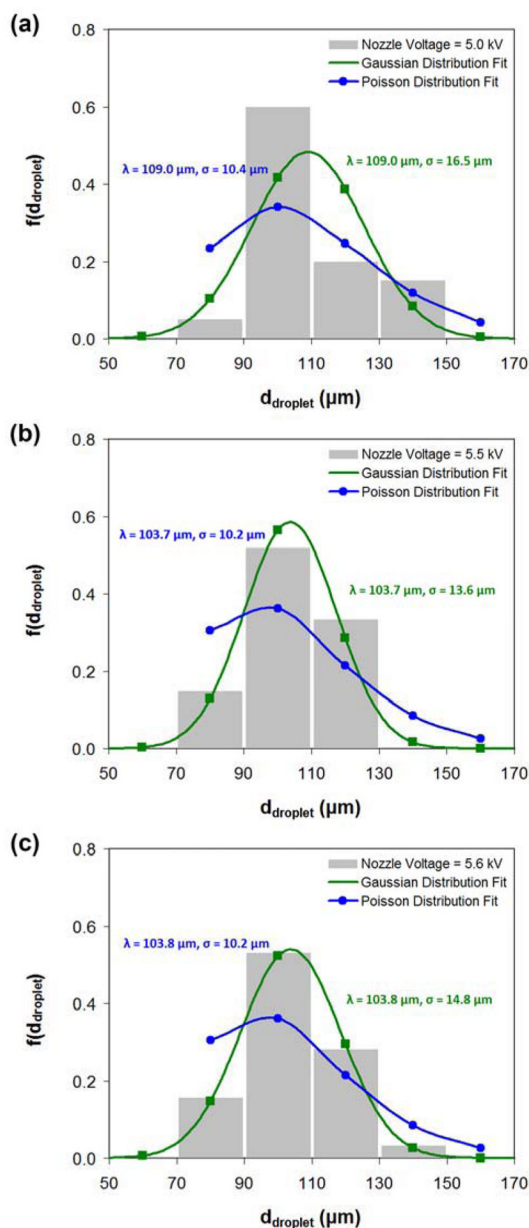 (a)
0.8
Nozzle Voltage = 5.0 kV
Gaussian Distribution Fit
Poisson Distribution Fit
0.6
λ = 109.0 µm, σ = 10.4 µm
λ = 109.0 µm, σ = 16.5 µm
f(d_droplet)
0.4
0.2
0.0
50 70 90 110 130 150 170
d_droplet (µm)
(b)
0.8
Nozzle Voltage = 5.5 kV
Gaussian Distribution Fit
Poisson Distribution Fit
0.6
λ = 103.7 µm, σ = 10.2 µm
λ = 103.7 µm, σ = 13.6 µm
f(d_droplet)
0.4
0.2
0.0
50 70 90 110 130 150 170
d_droplet (µm)
(c)
0.8
Nozzle Voltage = 5.6 kV
Gaussian Distribution Fit
Poisson Distribution Fit
0.6
λ = 103.8 µm, σ = 10.2 µm
λ = 103.8 µm, σ = 14.8 µm
f(d_droplet)
0.4
0.2
0.0
50 70 90 110 130 150 170
d_droplet (µm)